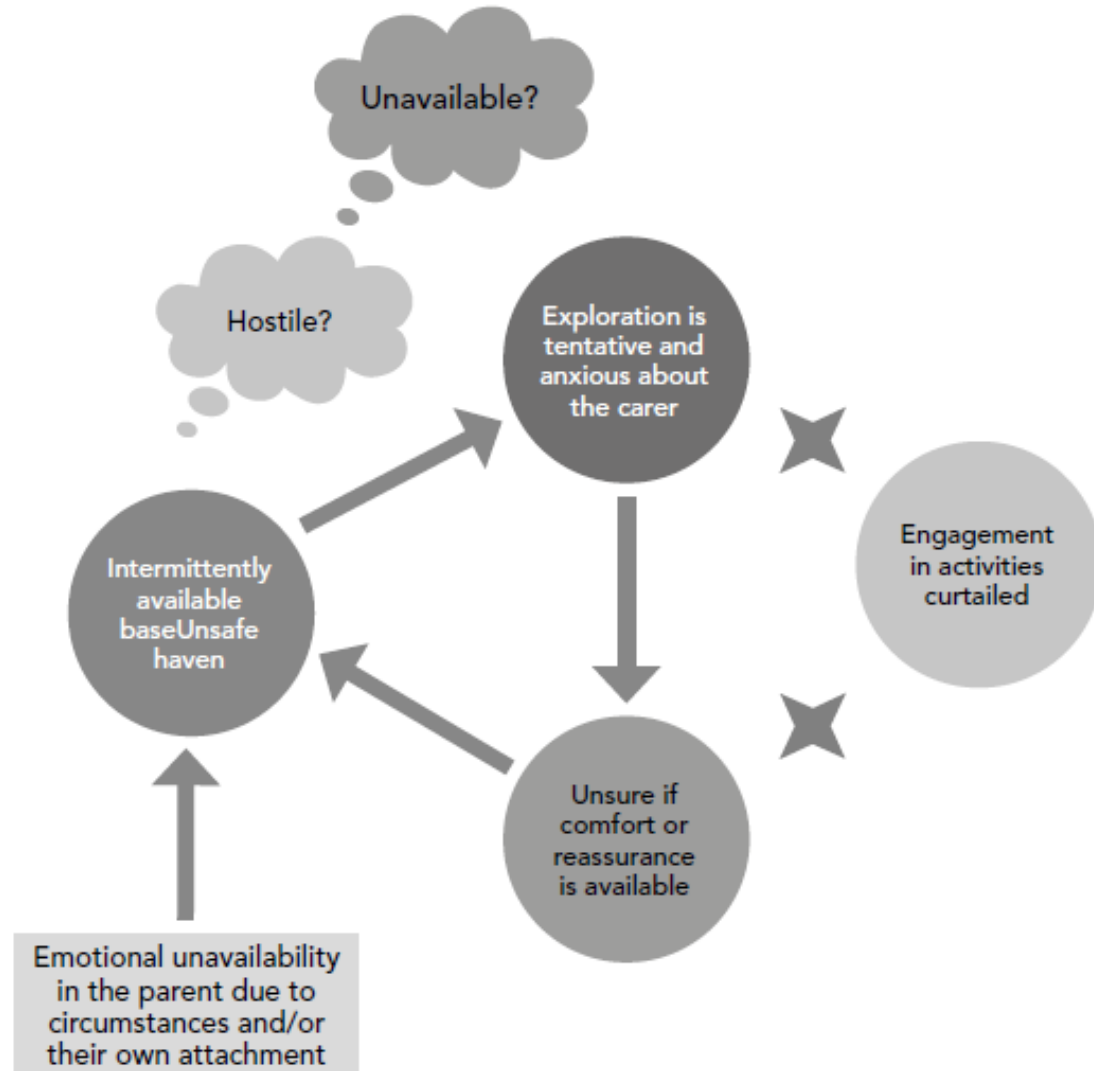 Unavailable?
Hostile?
Exploration is
tentative and
anxious about
the carer
Intermittently
available
baseUnsafe
haven
Engagement
in activities
curtailed
Unsure if
comfort or
reassurance
is available
Emotional unavailability
in the parent due to
circumstances and/or
their own attachment